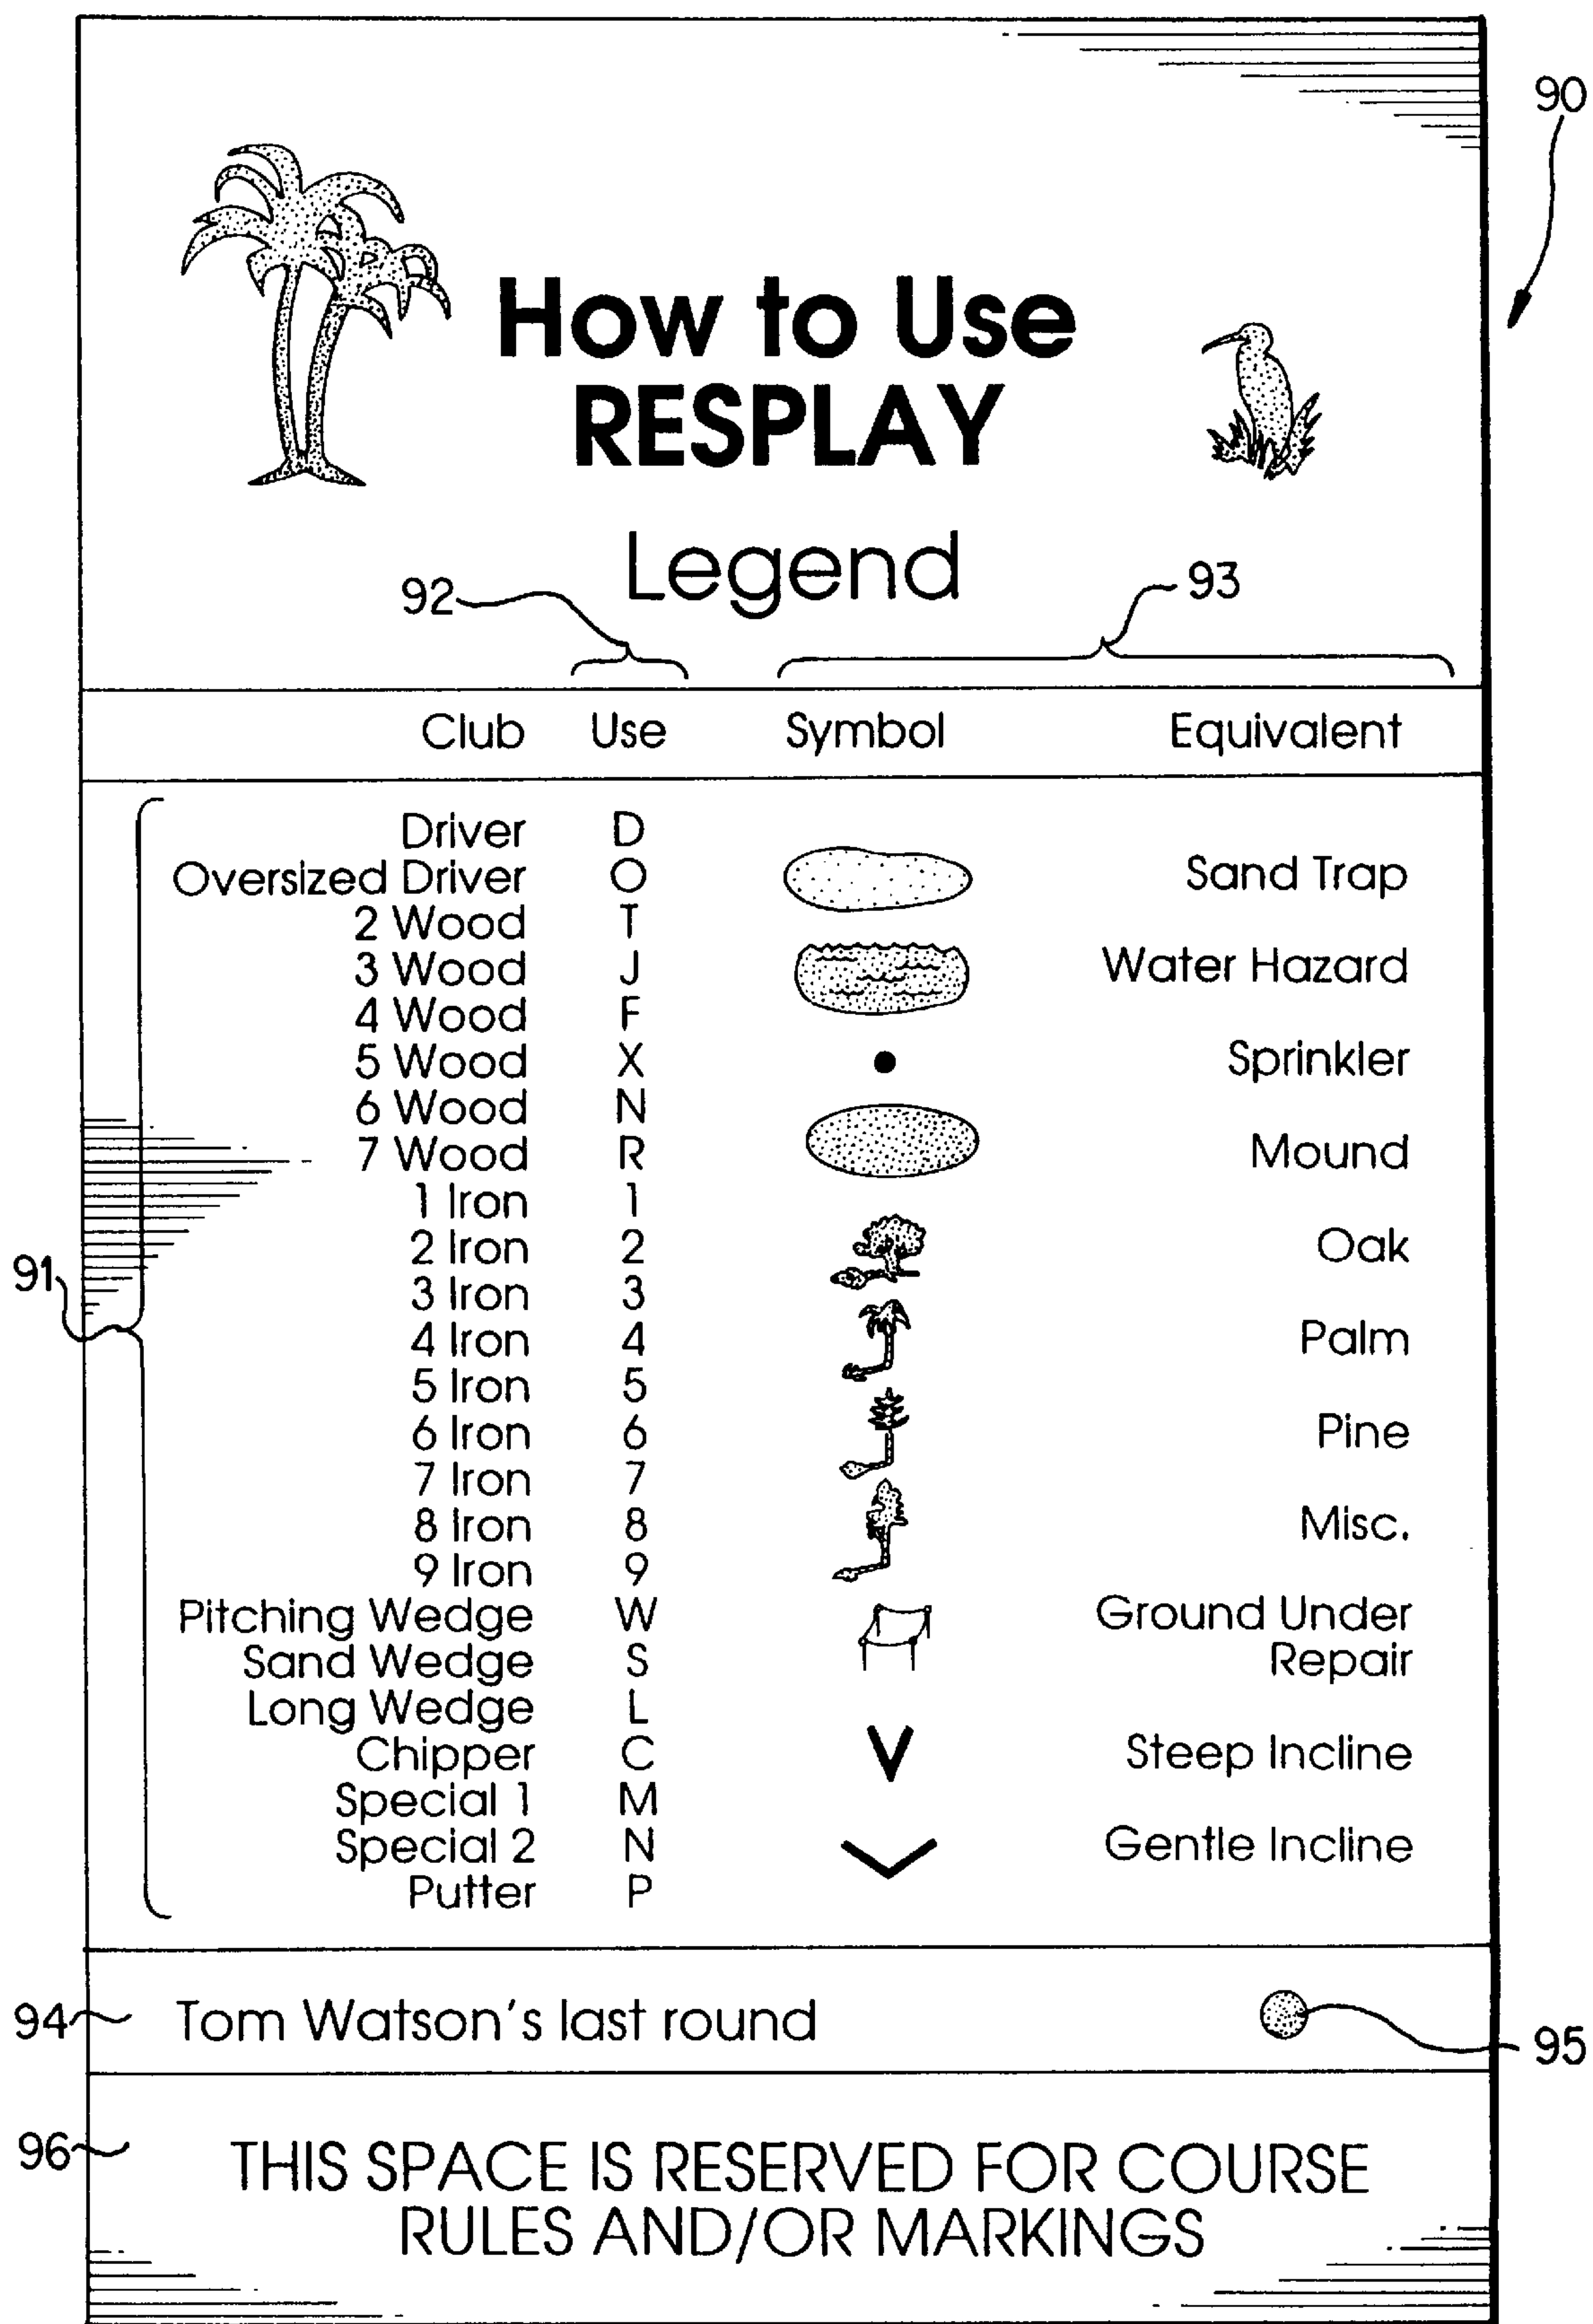 90
How to Use
RESPLAY
Legend
92
93
Club Use Symbol Equivalent
Driver D
Oversized Driver O Sand Trap
2 Wood T
3 Wood J Water Hazard
4 Wood F
5 Wood X Sprinkler
6 Wood N
7 Wood R Mound
1 Iron 1
2 Iron 2 Oak
91
3 Iron 3
4 Iron 4 Palm
5 Iron 5
6 Iron 6 Pine
7 Iron 7
8 Iron 8 Misc.
9 Iron 9
Pitching Wedge W Ground Under
Sand Wedge S Repair
Long Wedge L
Chipper C Steep Incline
Special 1 M
Special 2 N Gentle Incline
Putter P
94 Tom Watson's last round
95
96
THIS SPACE IS RESERVED FOR COURSE
RULES AND/OR MARKINGS